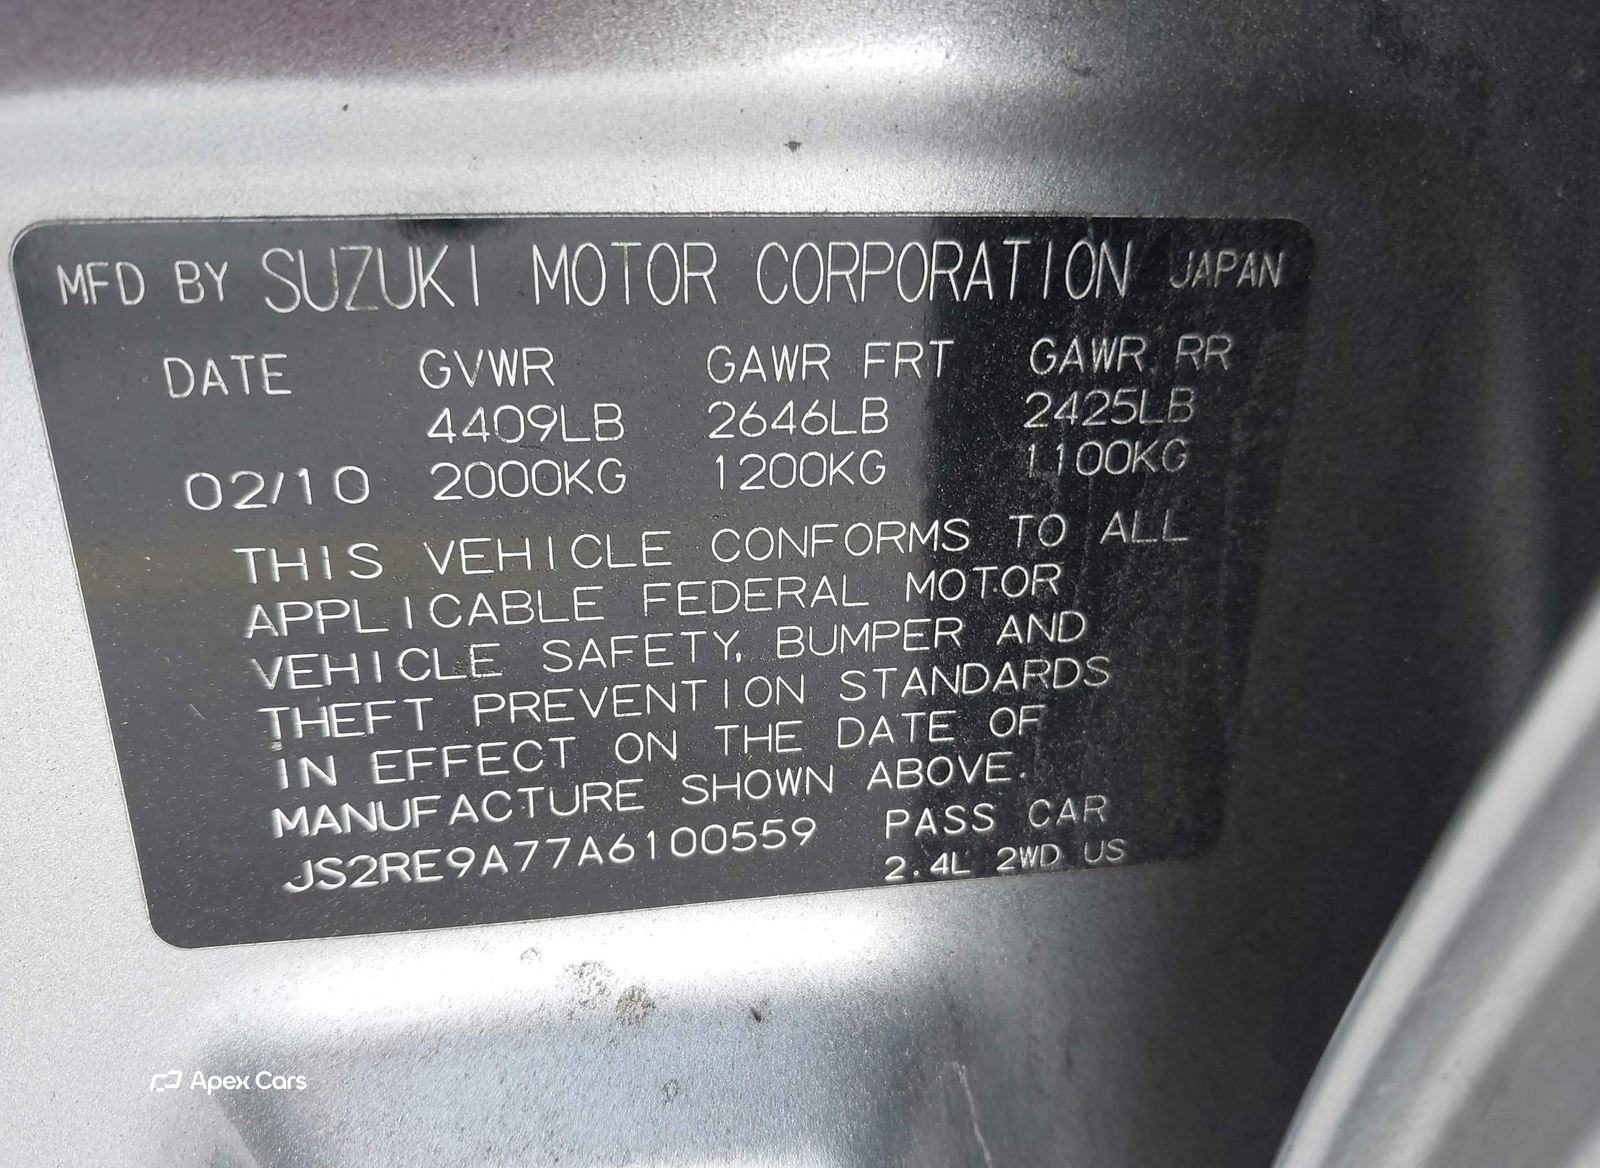 MFD BY SUZUKI MOTOR CORPORATION JAPAN
DATE GVWR GAWR FRT GAWR RR
4409LB 2646LB 2425LB
02/10 2000KG 1200KG 1100KG
THIS VEHICLE CONFORMS TO ALL
APPLICABLE FEDERAL MOTOR
VEHICLE SAFETY, BUMPER AND
THEFT PREVENTION STANDARDS
IN EFFECT ON THE DATE OF
MANUFACTURE SHOWN ABOVE.
JS2RE9A77A6100559 PASS CAR
2.4L 2WD US
Apex Cars